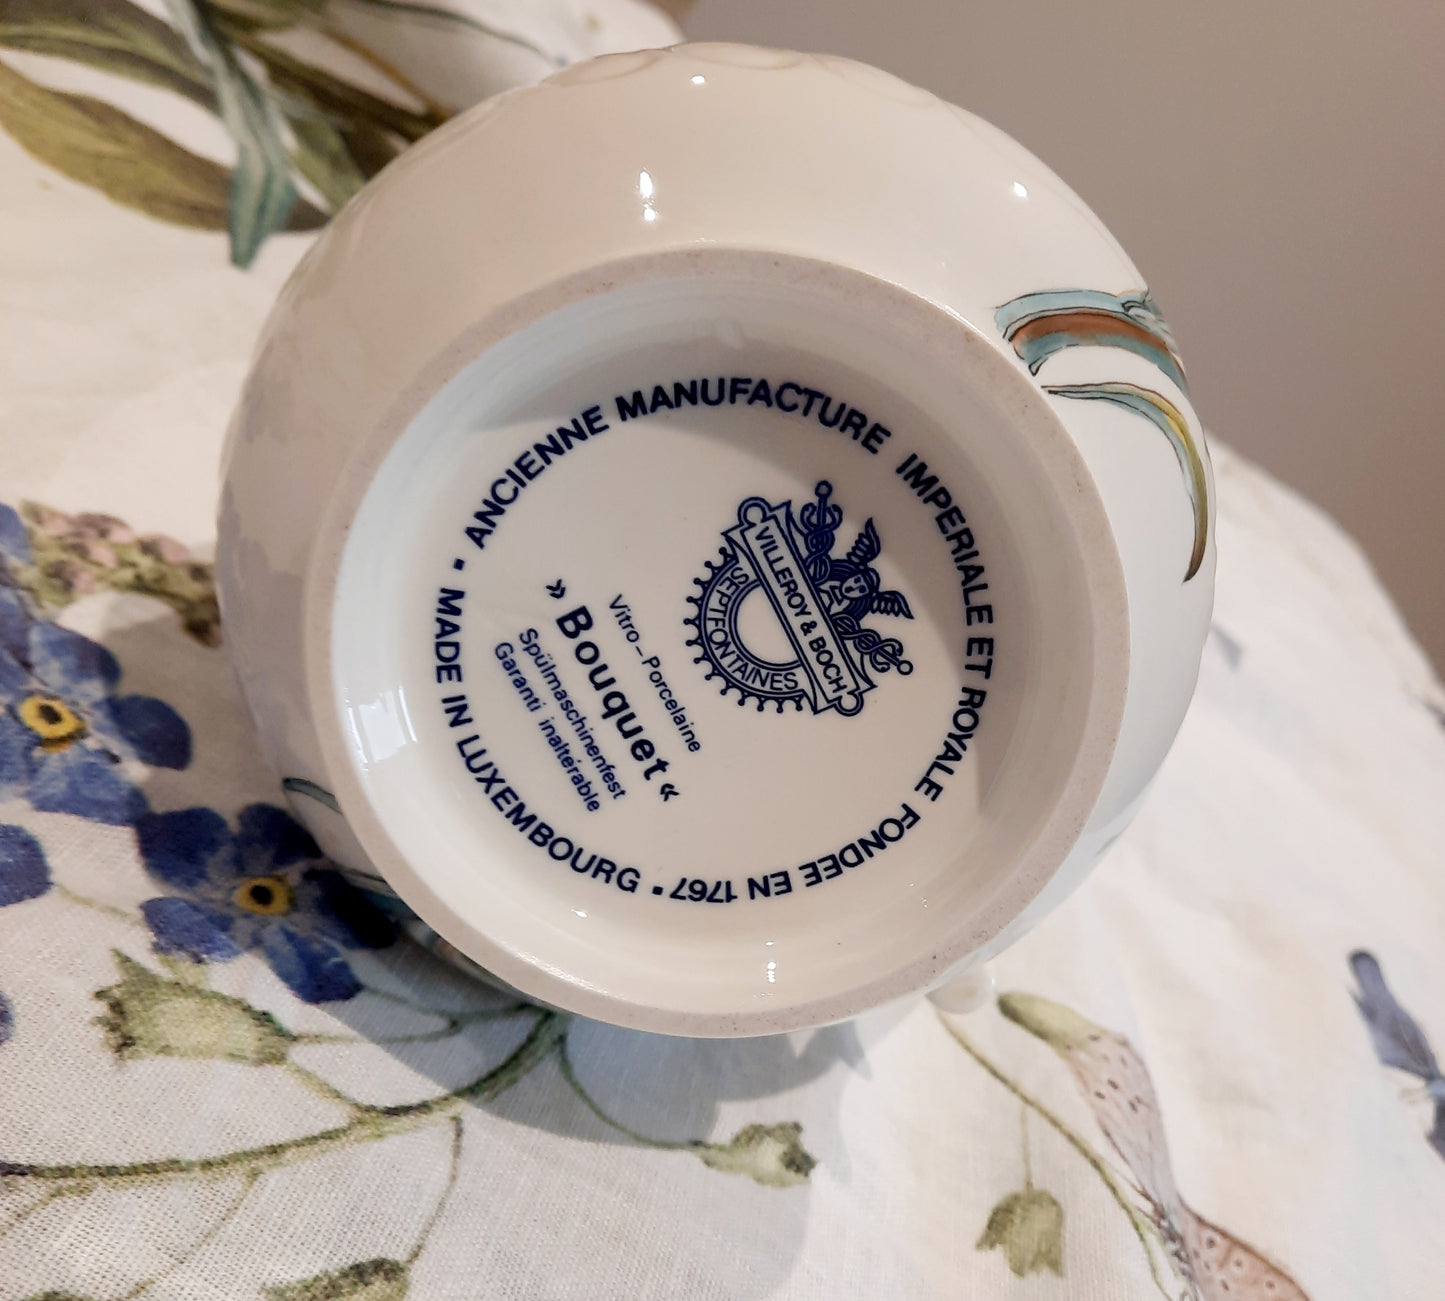 ANCIENNE MANUFACTURE IMPERIALE ET ROYALE FONDEE EN 1767 ▪ MADE IN LUXEMBOURG ▪
VILLEROY & BOCH
SEPTFONTAINES
Vitro-Porcelaine
»Bouquet«
Spülmaschinenfest
Garanti inaltérable